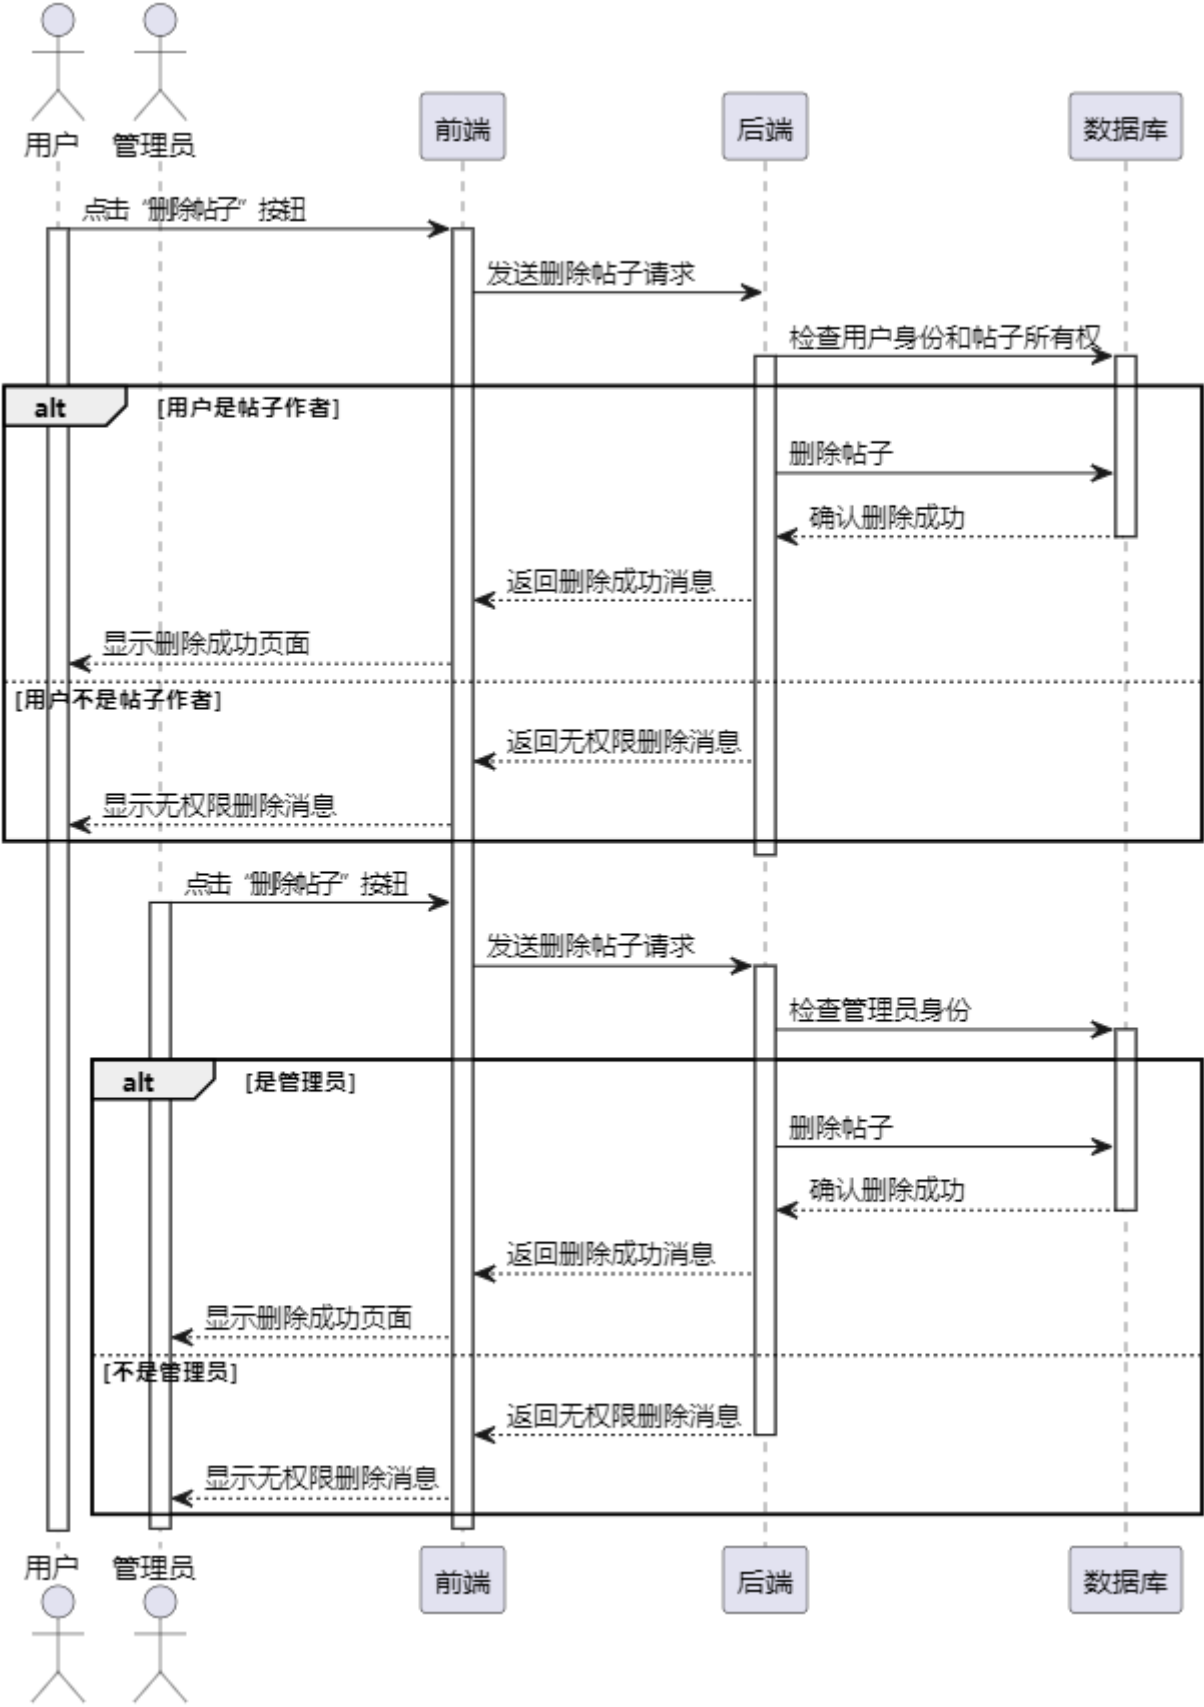 用户
管理员
前端
后端
数据库
点击“删除帖子”按钮
发送删除帖子请求
检查用户身份和帖子所有权
alt
[用户是帖子作者]
删除帖子
确认删除成功
返回删除成功消息
显示删除成功页面
[用户不是帖子作者]
返回无权限删除消息
显示无权限删除消息
点击“删除帖子”按钮
发送删除帖子请求
检查管理员身份
alt
[是管理员]
删除帖子
确认删除成功
返回删除成功消息
显示删除成功页面
[不是管理员]
返回无权限删除消息
显示无权限删除消息
用户
管理员
前端
后端
数据库